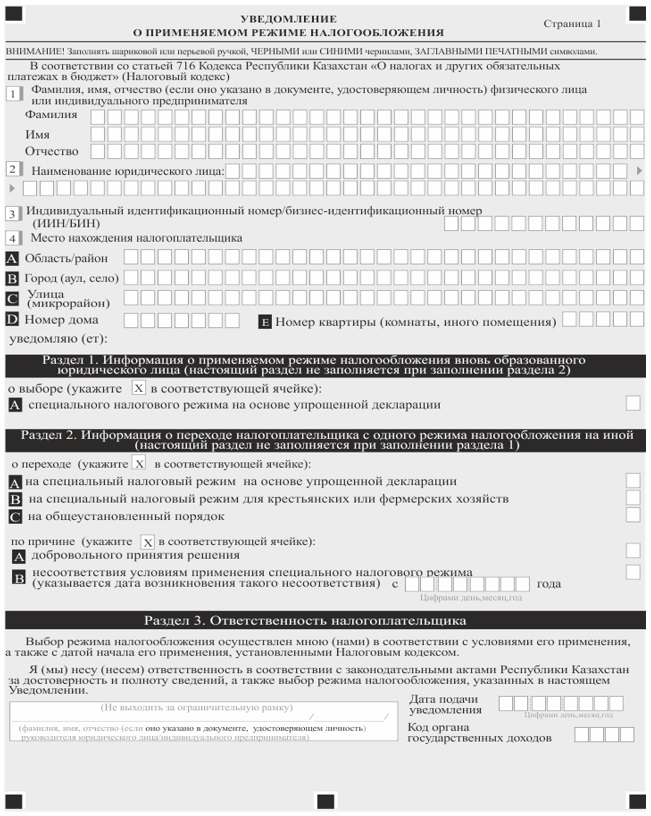 УВЕДОМЛЕНИЕ
О ПРИМЕНЯЕМОМ РЕЖИМЕ НАЛОГООБЛОЖЕНИЯ
Страница 1
ВНИМАНИЕ! Заполнять шариковой или перьевой ручкой, ЧЕРНЫМИ или СИНИМИ чернилами, ЗАГЛАВНЫМИ ПЕЧАТНЫМИ символами.
В соответствии со статьей 716 Кодекса Республики Казахстан «О налогах и других обязательных
платежах в бюджет» (Налоговый кодекс)
1 Фамилия, имя, отчество (если оно указано в документе, удостоверяющем личность) физического лица
или индивидуального предпринимателя
Фамилия
Имя
Отчество
2 Наименование юридического лица:
3 Индивидуальный идентификационный номер/бизнес-идентификационный номер
(ИИН/БИН)
4 Место нахождения налогоплательщика
A Область/район
B Город (аул, село)
C Улица
(микрорайон)
D Номер дома
E Номер квартиры (комнаты, иного помещения)
уведомляю (ет):
Раздел 1. Информация о применяемом режиме налогообложения вновь образованного
юридического лица (настоящий раздел не заполняется при заполнении раздела 2)
о выборе (укажите X в соответствующей ячейке):
A специального налогового режима на основе упрощенной декларации
Раздел 2. Информация о переходе налогоплательщика с одного режима налогообложения на иной
(настоящий раздел не заполняется при заполнении раздела 1)
о переходе (укажите X в соответствующей ячейке):
A на специальный налоговый режим на основе упрощенной декларации
B на специальный налоговый режим для крестьянских или фермерских хозяйств
C на общеустановленный порядок
по причине (укажите X в соответствующей ячейке):
A добровольного принятия решения
B несоответствия условиям применения специального налогового режима
(указывается дата возникновения такого несоответствия) с года
Цифрами день,месяц,год
Раздел 3. Ответственность налогоплательщика
Выбор режима налогообложения осуществлен мною (нами) в соответствии с условиями его применения,
а также с датой начала его применения, установленными Налоговым кодексом.
Я (мы) несу (несем) ответственность в соответствии с законодательными актами Республики Казахстан
за достоверность и полноту сведений, а также выбор режима налогообложения, указанных в настоящем
Уведомлении.
(Не выходить за ограничительную рамку)
/ /
(фамилия, имя, отчество (если оно указано в документе, удостоверяющем личность)
руководителя юридического лица/индивидуального предпринимателя)
Дата подачи
уведомления
Цифрами день,месяц,год
Код органа
государственных доходов